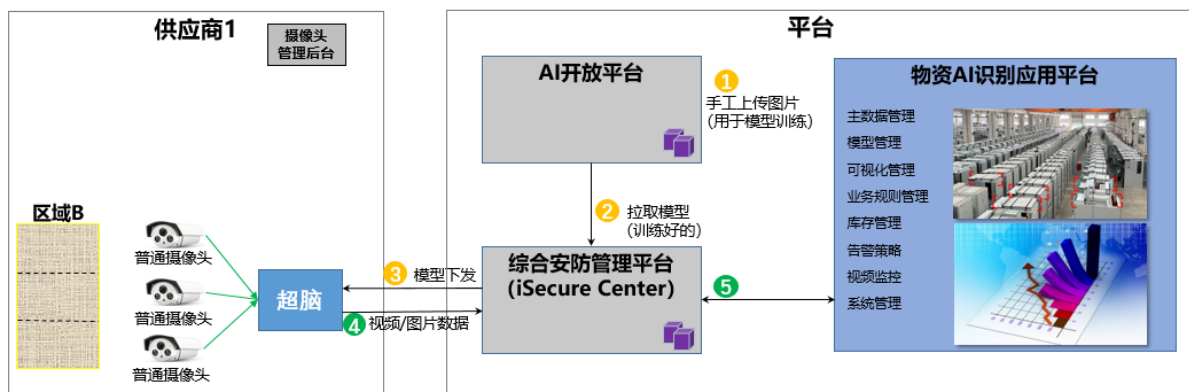 供应商1
摄像头
管理后台
区域B
普通摄像头
普通摄像头
普通摄像头
超脑
3 模型下发
4 视频/图片数据
平台
AI开放平台
1
手工上传图片
(用于模型训练)
2 拉取模型
(训练好的)
综合安防管理平台
(iSecure Center)
5
物资AI识别应用平台
主数据管理
模型管理
可视化管理
业务规则管理
库存管理
告警策略
视频监控
系统管理